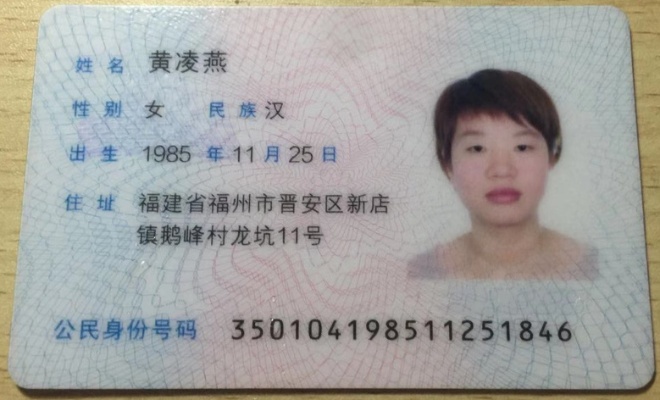 姓名 黄凌燕
性别 女 民族 汉
出生 1985 年 11 月 25 日
住址 福建省福州市晋安区新店
镇鹅峰村龙坑11号
公民身份号码 350104198511251846